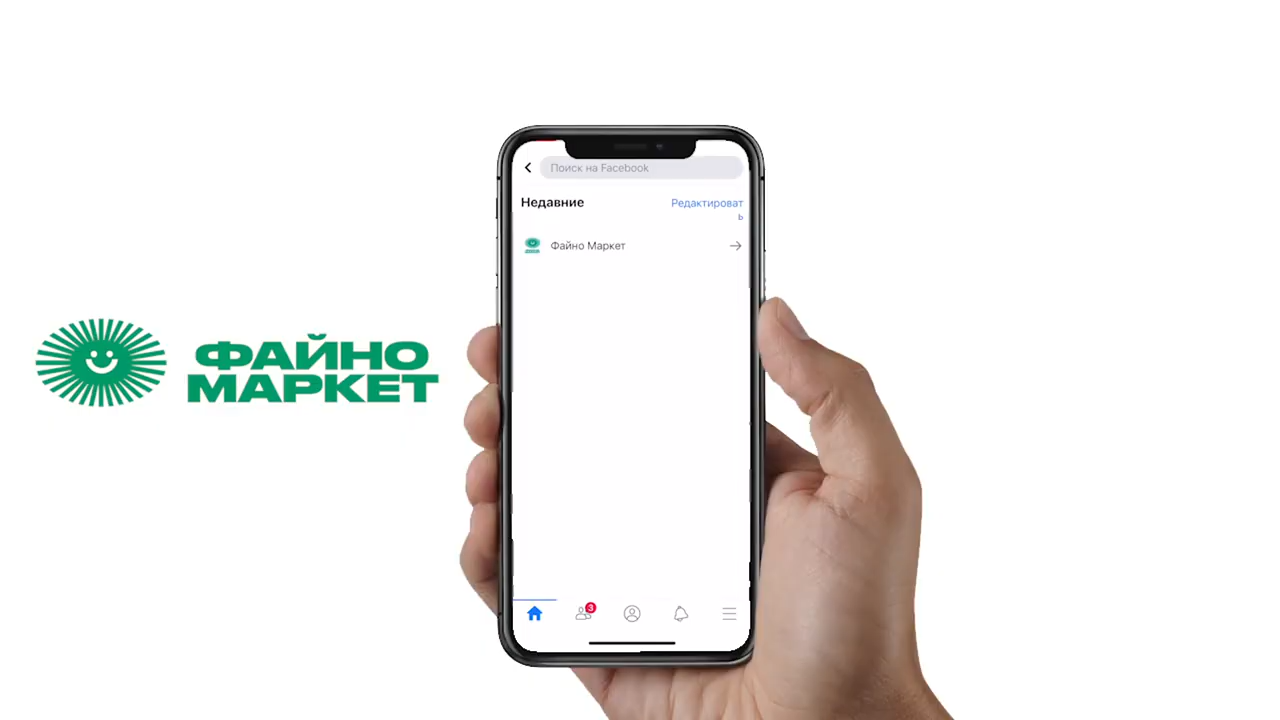 Поиск на Facebook
Недавние
Редактироват
ь
Файно Маркет
3
ФАЙНО
МАРКЕТ